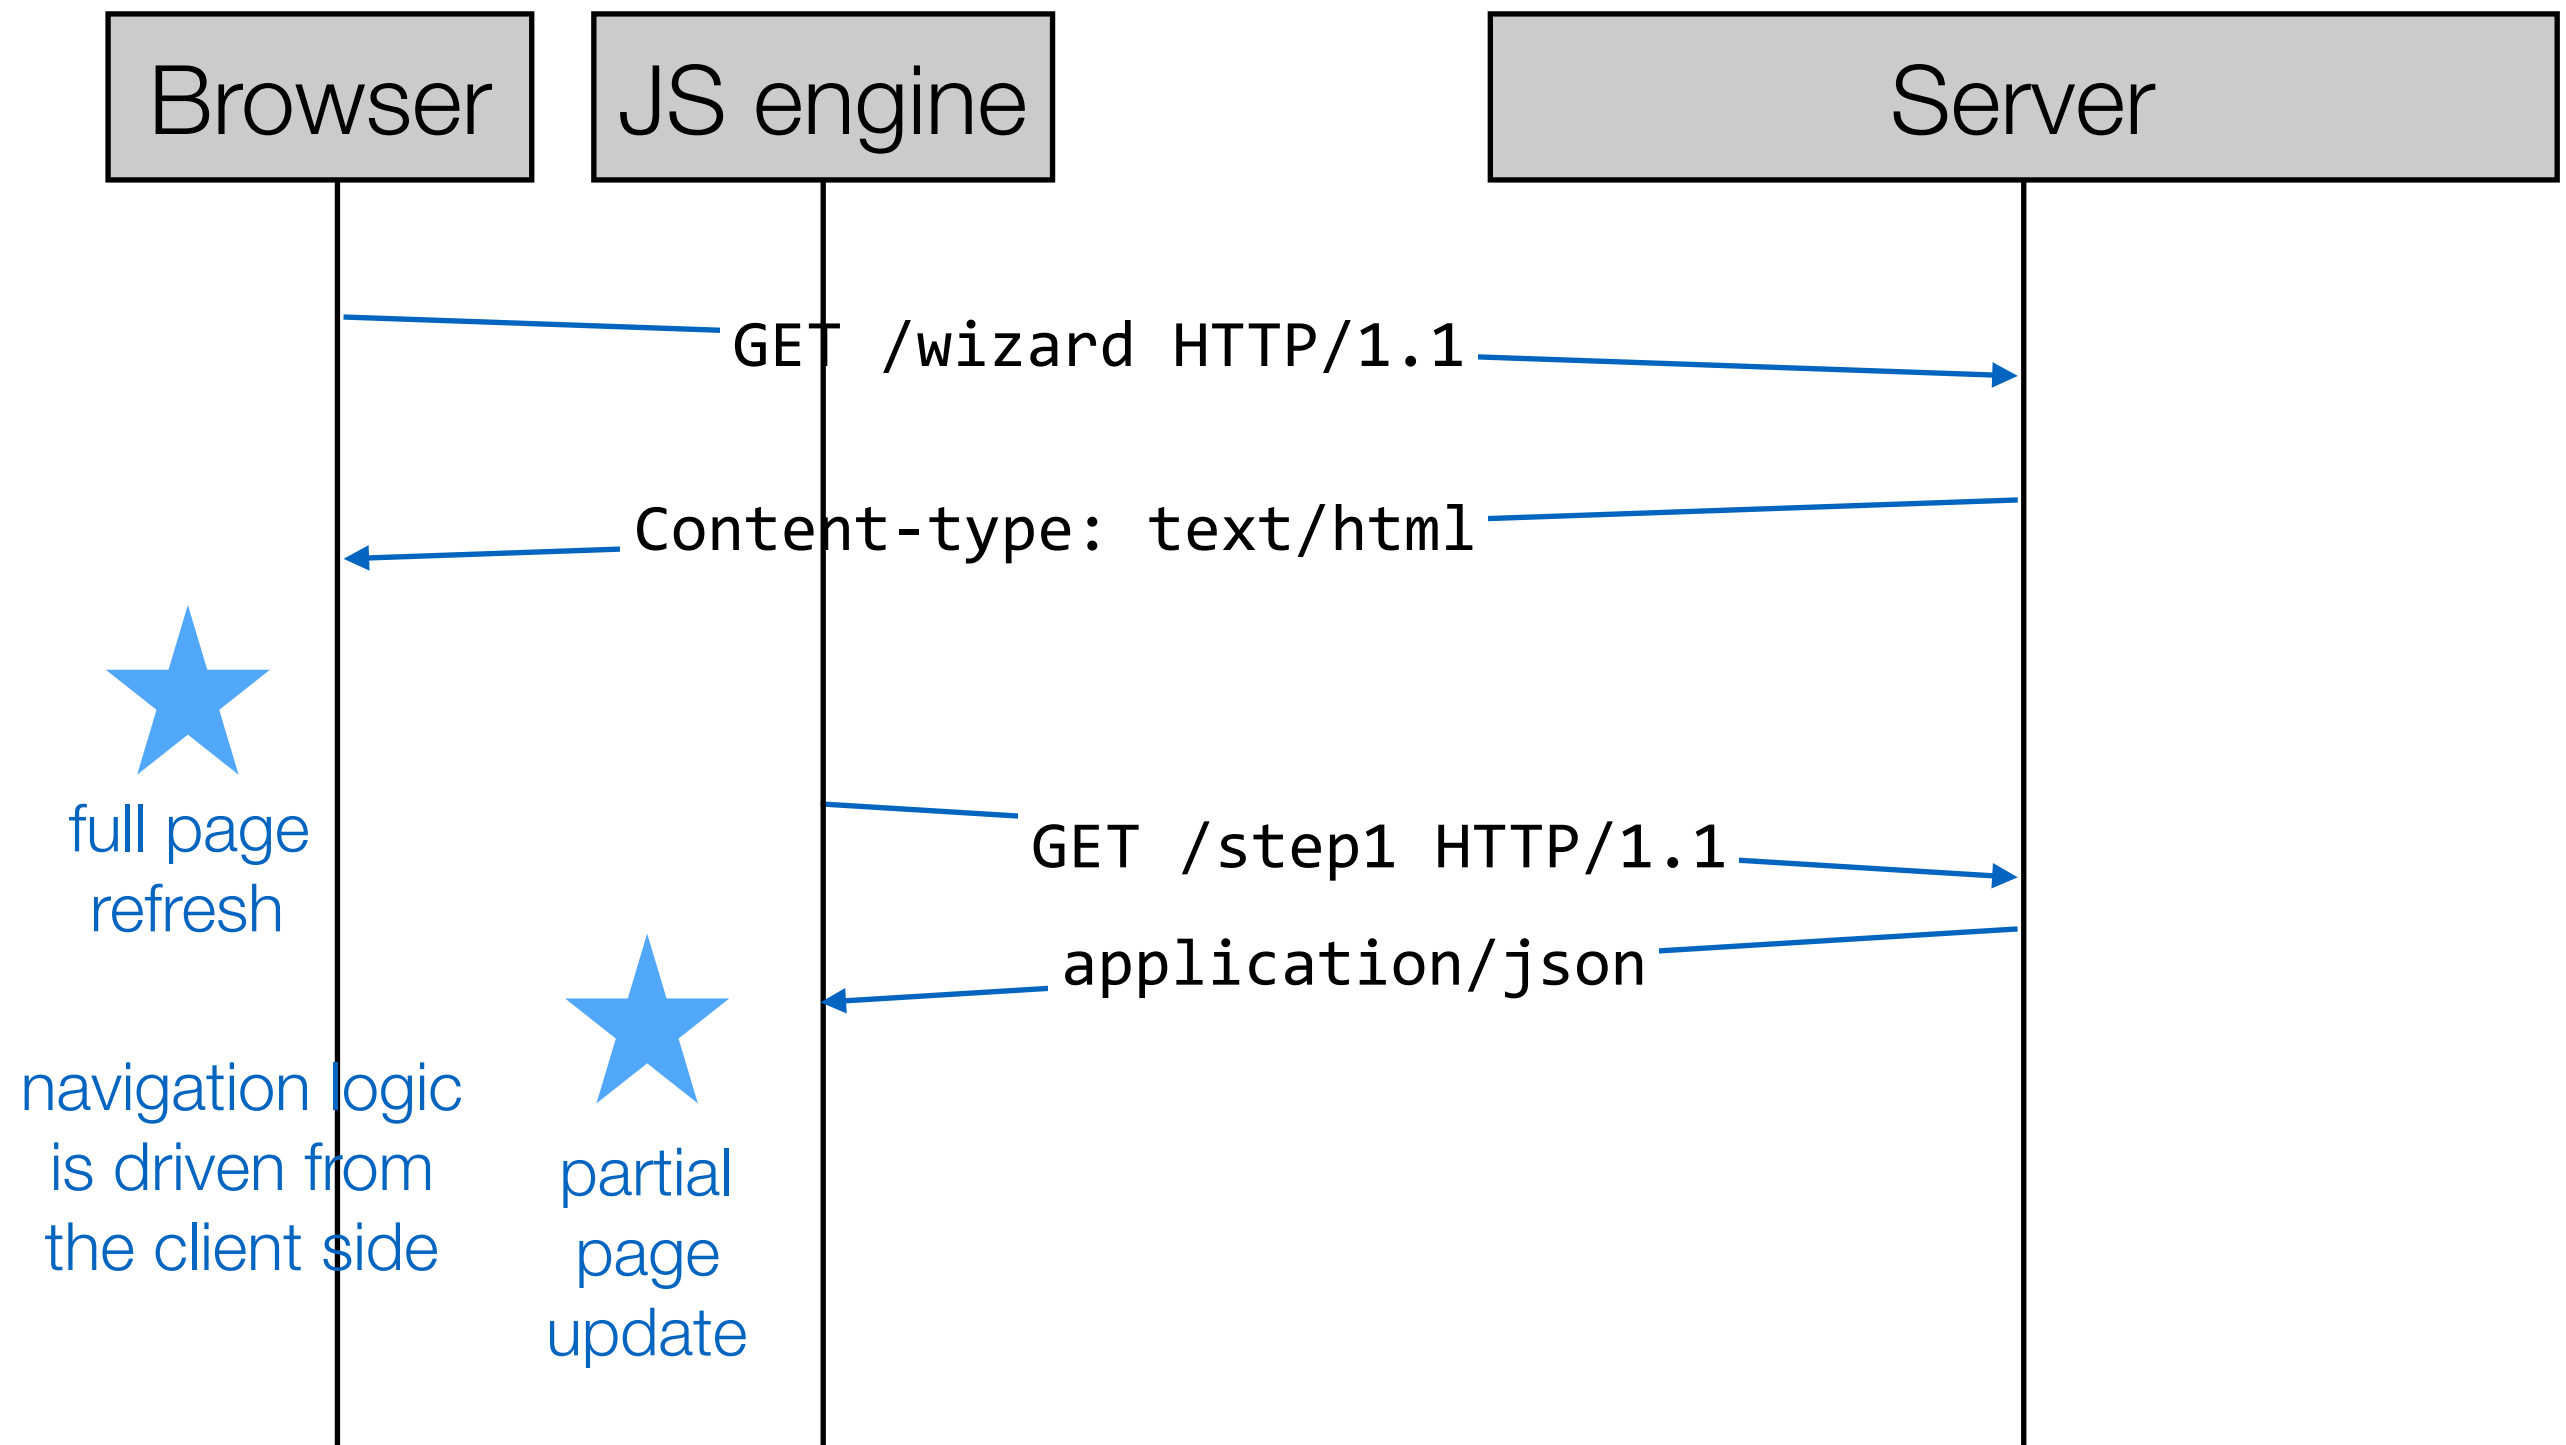 Browser
JS engine
Server
GET /wizard HTTP/1.1
Content-type: text/html
full page
refresh
GET /step1 HTTP/1.1
application/json
navigation logic
is driven from
the client side
partial
page
update